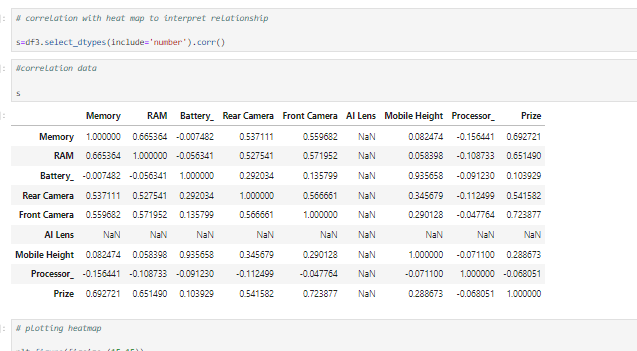 ]: # correlation with heat map to interpret relationship
s=df3.select_dtypes(include='number').corr()
]: #correlation data
s
]: Memory RAM Battery_ Rear Camera Front Camera AI Lens Mobile Height Processor_ Prize
Memory 1.000000 0.665364 -0.007482 0.537111 0.559682 NaN 0.082474 -0.156441 0.692721
RAM 0.665364 1.000000 -0.056341 0.527541 0.571952 NaN 0.058398 -0.108733 0.651490
Battery_ -0.007482 -0.056341 1.000000 0.292034 0.135799 NaN 0.935658 -0.091230 0.103929
Rear Camera 0.537111 0.527541 0.292034 1.000000 0.566661 NaN 0.345679 -0.112499 0.541582
Front Camera 0.559682 0.571952 0.135799 0.566661 1.000000 NaN 0.290128 -0.047764 0.723877
AI Lens NaN NaN NaN NaN NaN NaN NaN NaN NaN
Mobile Height 0.082474 0.058398 0.935658 0.345679 0.290128 NaN 1.000000 -0.071100 0.288673
Processor_ -0.156441 -0.108733 -0.091230 -0.112499 -0.047764 NaN -0.071100 1.000000 -0.068051
Prize 0.692721 0.651490 0.103929 0.541582 0.723877 NaN 0.288673 -0.068051 1.000000
]: # plotting heatmap